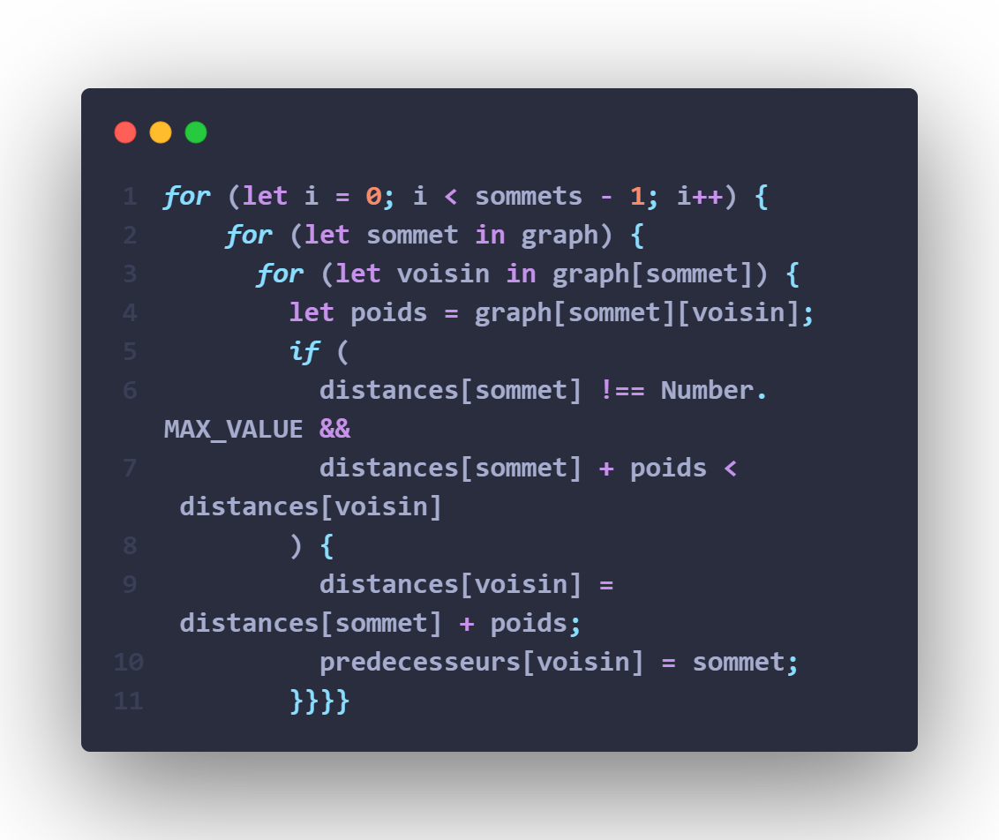 1 for (let i = 0; i < sommets - 1; i++) {
2     for (let sommet in graph) {
3       for (let voisin in graph[sommet]) {
4         let poids = graph[sommet][voisin];
5         if (
6           distances[sommet] !== Number.
MAX_VALUE &&
7           distances[sommet] + poids <
 distances[voisin]
8         ) {
9           distances[voisin] =
 distances[sommet] + poids;
10           predecesseurs[voisin] = sommet;
11         }}}}